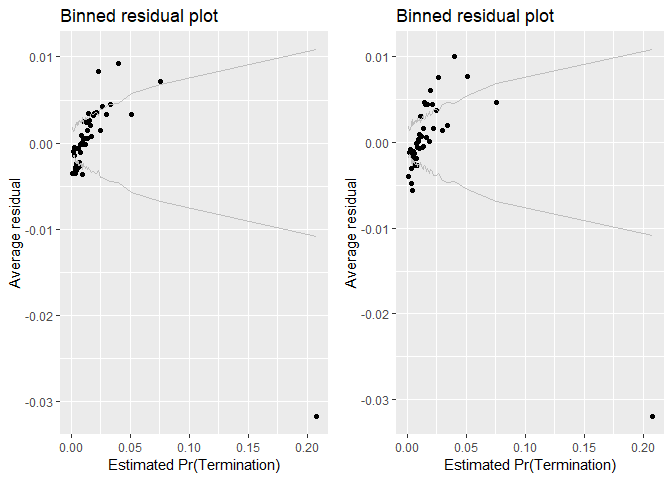 Binned residual plot
0.01
0.00
-0.01
-0.02
-0.03
Average residual
0.00 0.05 0.10 0.15 0.20
Estimated Pr(Termination)
Binned residual plot
0.01
0.00
-0.01
-0.02
-0.03
Average residual
0.00 0.05 0.10 0.15 0.20
Estimated Pr(Termination)